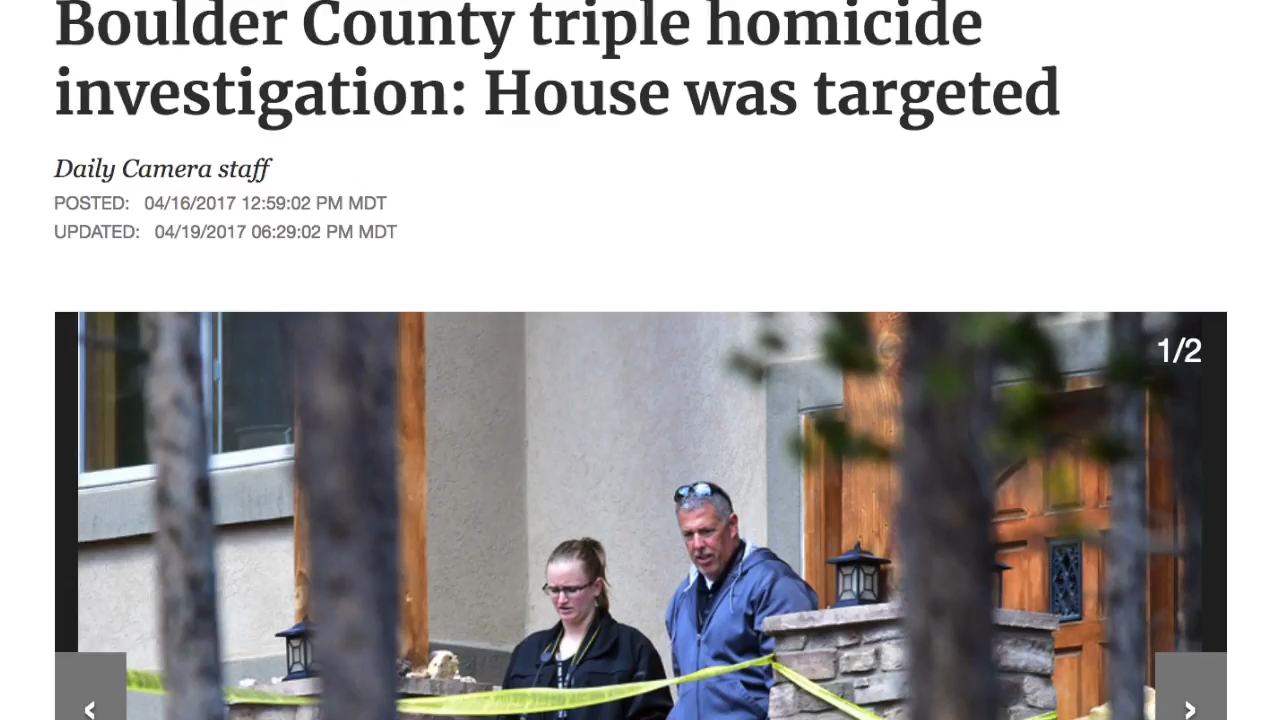 Boulder County triple homicide
investigation: House was targeted
Daily Camera staff
POSTED: 04/16/2017 12:59:02 PM MDT
UPDATED: 04/19/2017 06:29:02 PM MDT
1/2